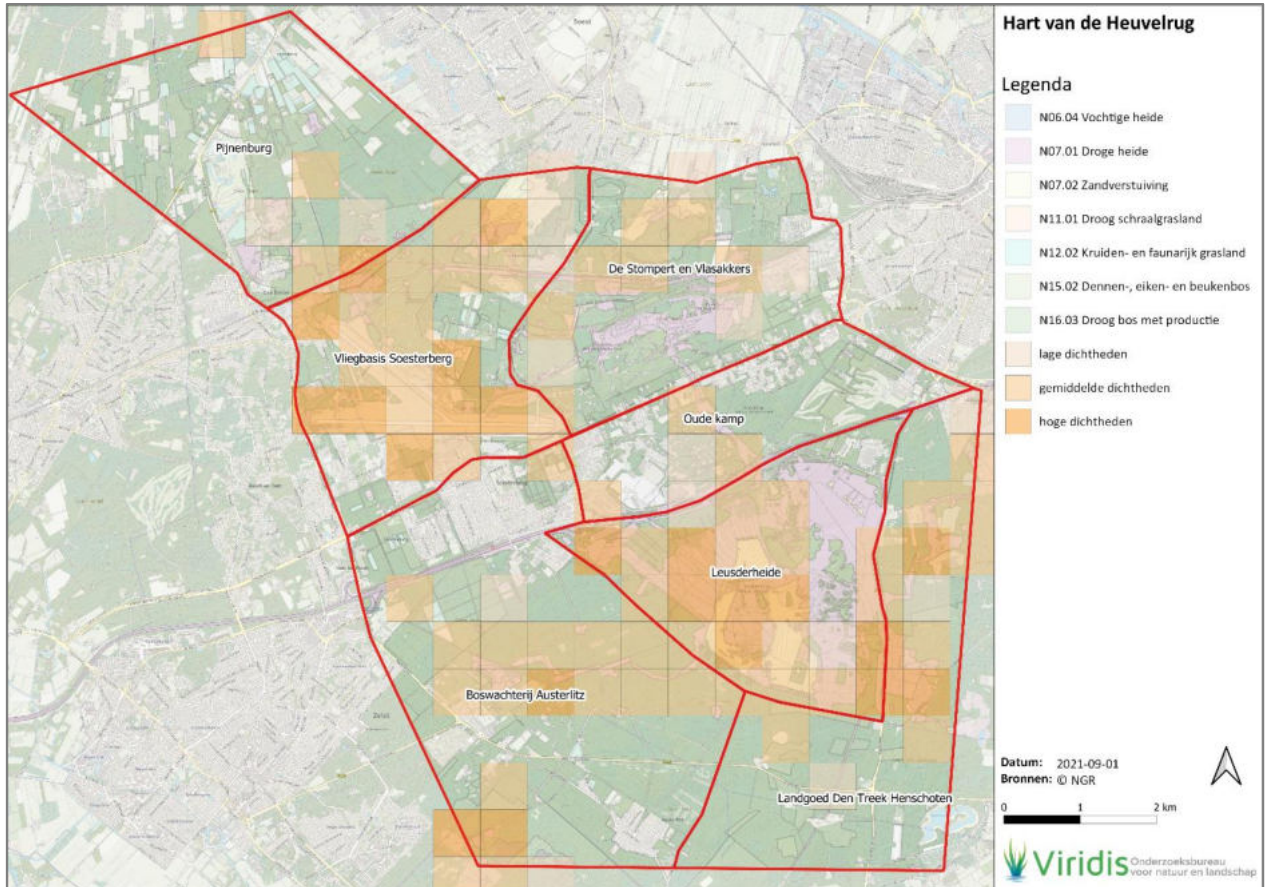 Hart van de Heuvelrug
Legenda
N06.04 Vochtige heide
N07.01 Droge heide
N07.02 Zandverstuiving
N11.01 Droog schraalgrasland
N12.02 Kruiden- en faunarijk grasland
N15.02 Dennen-, eiken- en beukenbos
N16.03 Droog bos met productie
lage dichtheden
gemiddelde dichtheden
hoge dichtheden
Pijnenburg
De Stompert en Vlasakkers
Vliegbasis Soesterberg
Oude kamp
Leusderheide
Boswachterij Austerlitz
Landgoed Den Treek Henschoten
Soest
Zeist
Datum: 2021-09-01
Bronnen: © NGR
0 1 2 km
Viridis Onderzoeksbureau
voor natuur en landschap